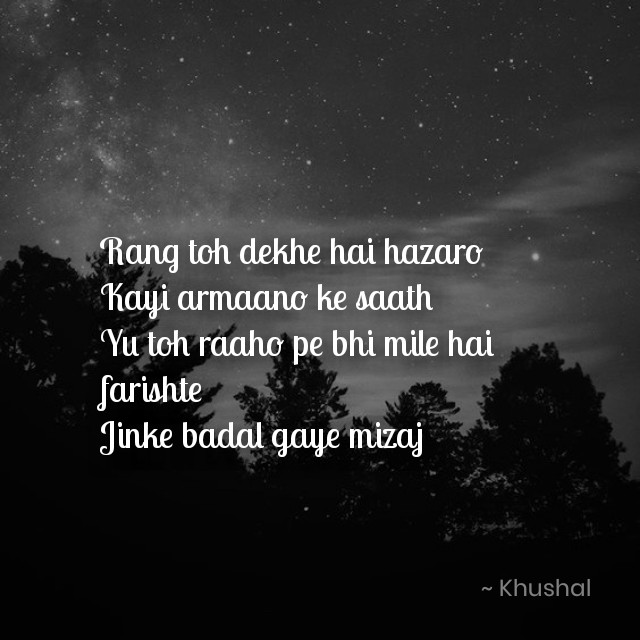 Rang toh dekhe hai hazaro
Kayi armaano ke saath
Yu toh raaho pe bhi mile hai
farishte
Jinke badal gaye mizaj
~ Khushal